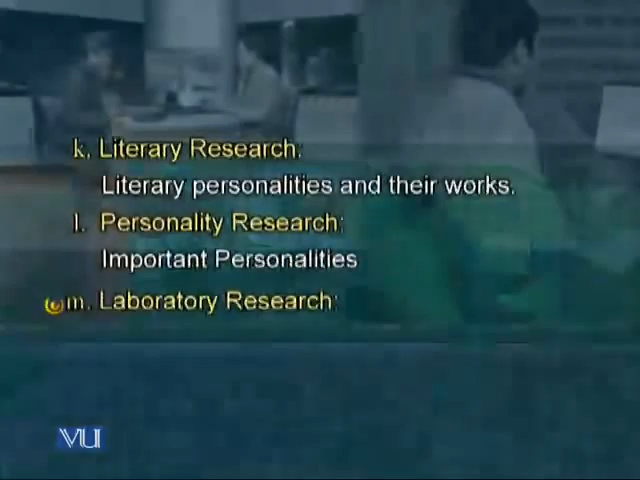 k. Literary Research:
Literary personalities and their works.
l. Personality Research:
Important Personalities
m. Laboratory Research:
VU